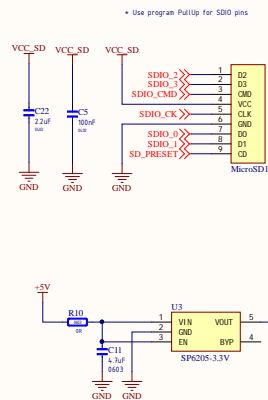 * Use program PullUp for SDIO pins
VCC_SD VCC_SD VCC_SD
SDIO_2 1 D2
SDIO_3 2 D3
SDIO_CMD 3 CMD
4 VCC
SDIO_CK 5 CLK
6 GND
SDIO_0 7 D0
SDIO_1 8 D1
SD_PRESET 9 CD
MicroSD1
C22
2.2uF
0402
C5
100nF
0402
GND GND GND
+5V
R10
0R
U3
1 VIN VOUT 5
2 GND
3 EN BYP 4
SP6205-3.3V
C11
4.7uF
0603
GND GND